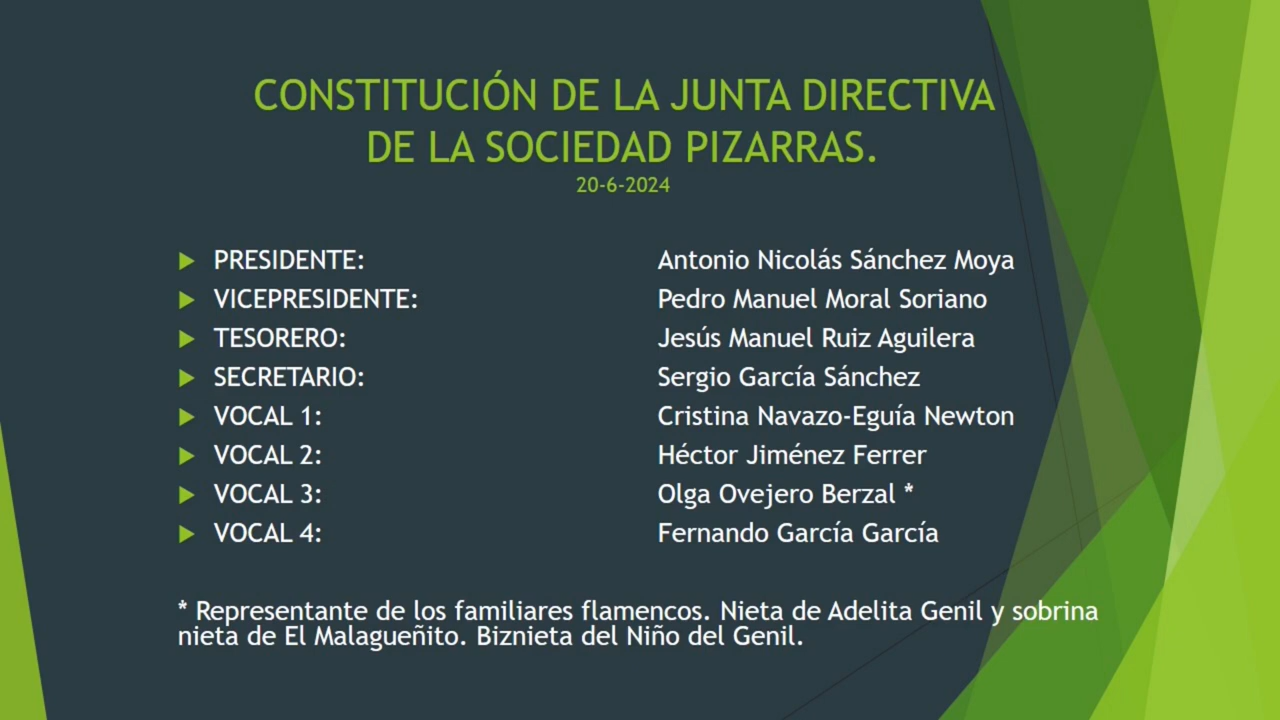 CONSTITUCIÓN DE LA JUNTA DIRECTIVA
DE LA SOCIEDAD PIZARRAS.
20-6-2024
PRESIDENTE: Antonio Nicolás Sánchez Moya
VICEPRESIDENTE: Pedro Manuel Moral Soriano
TESORERO: Jesús Manuel Ruiz Aguilera
SECRETARIO: Sergio García Sánchez
VOCAL 1: Cristina Navazo-Eguía Newton
VOCAL 2: Héctor Jiménez Ferrer
VOCAL 3: Olga Ovejero Berzal *
VOCAL 4: Fernando García García
* Representante de los familiares flamencos. Nieta de Adelita Genil y sobrina
nieta de El Malagueñito. Biznieta del Niño del Genil.